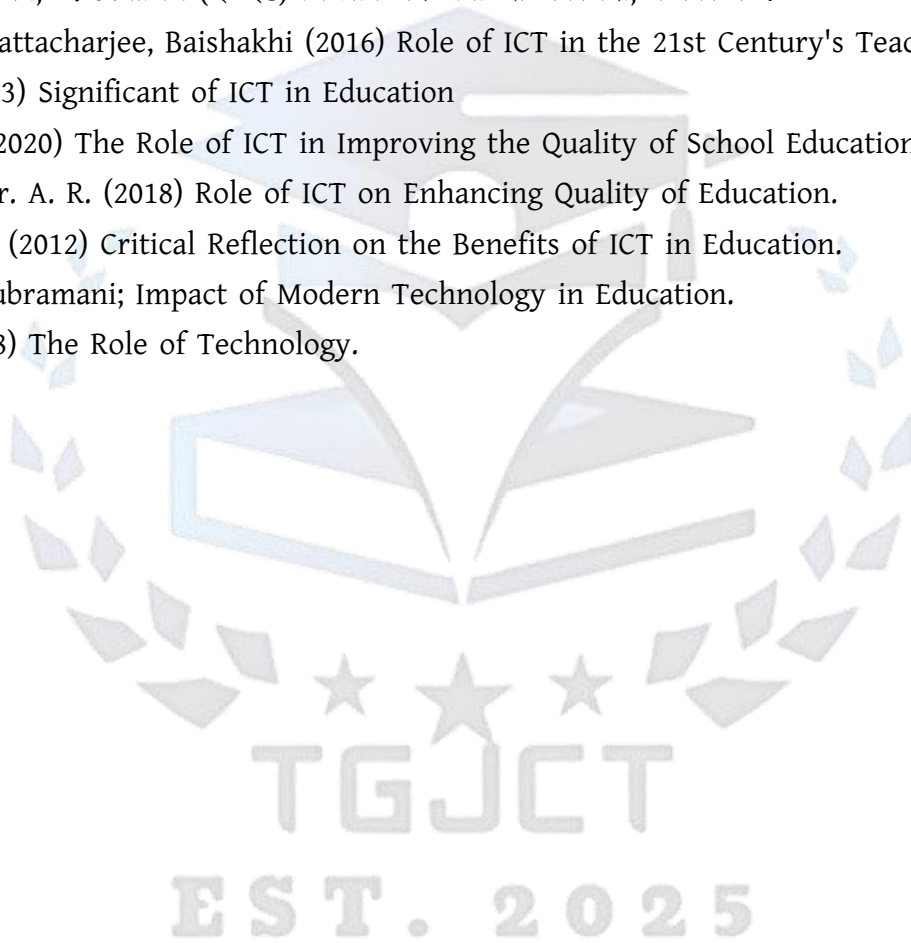 attacharjee, Baishakhi (2016) Role of ICT in the 21st Century's Teac
3) Significant of ICT in Education
2020) The Role of ICT in Improving the Quality of School Education
r. A. R. (2018) Role of ICT on Enhancing Quality of Education.
(2012) Critical Reflection on the Benefits of ICT in Education.
ubramani; Impact of Modern Technology in Education.
3) The Role of Technology.
TGJCT
EST. 2025